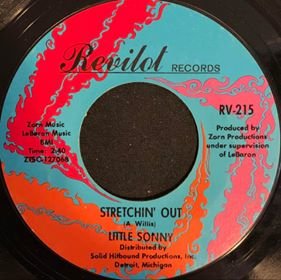 Revilot RECORDS
RV-215
Zorn Music
LeBaron Music
BMI
Time: 2:40
ZTSC-127068
Produced by
Zorn Productions
under supervision
of LeBaron
STRETCHIN' OUT
(A. Willis)
LITTLE SONNY
Distributed by
Solid Hitbound Productions, Inc.
Detroit, Michigan